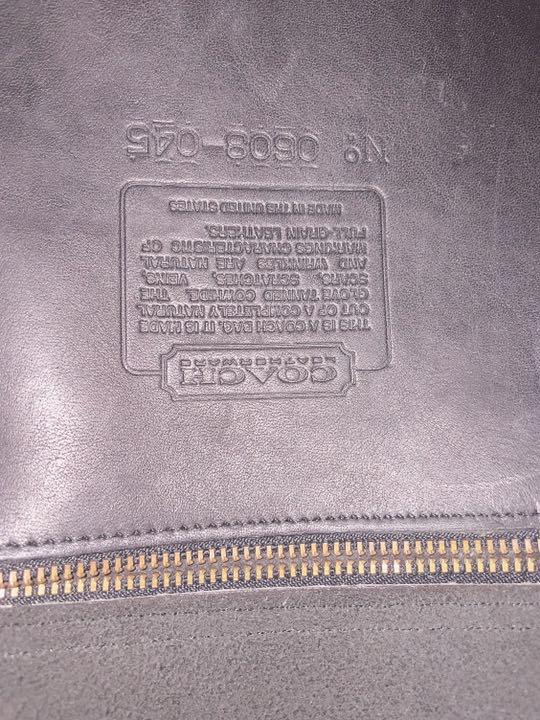 COACH
LEATHERWARE
THIS IS A COACH BAG. IT IS MADE
OUT OF A COMPLETELY NATURAL
GLOVE TANNED COWHIDE. THE
SCARS, SCRATCHES, VEINS,
AND WRINKLES ARE NATURAL
MARKINGS CHARACTERISTIC OF
FULL-GRAIN LEATHERS.
MADE IN THE UNITED STATES
Nº 0608-045